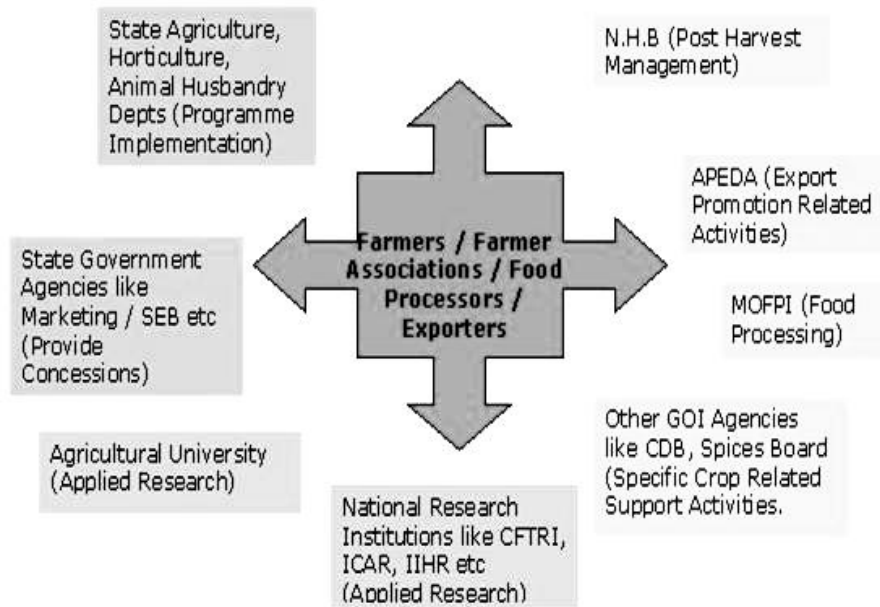 State Agriculture,
Horticulture,
Animal Husbandry
Depts (Programme
Implementation)
N.H.B (Post Harvest
Management)
APEDA (Export
Promotion Related
Activities)
Farmers / Farmer
Associations / Food
Processors /
Exporters
State Government
Agencies like
Marketing / SEB etc
(Provide
Concessions)
MOFPI (Food
Processing)
Other GOI Agencies
like CDB, Spices Board
(Specific Crop Related
Support Activities.
Agricultural University
(Applied Research)
National Research
Institutions like CFTRI,
ICAR, IIHR etc
(Applied Research)